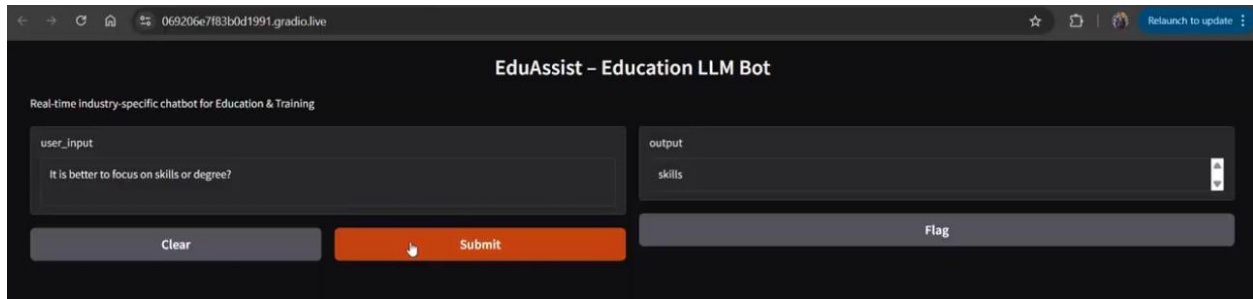 069206e7f83b0d1991.gradio.live
Relaunch to update
EduAssist – Education LLM Bot
Real-time industry-specific chatbot for Education & Training
user_input
It is better to focus on skills or degree?
output
skills
Clear
Submit
Flag